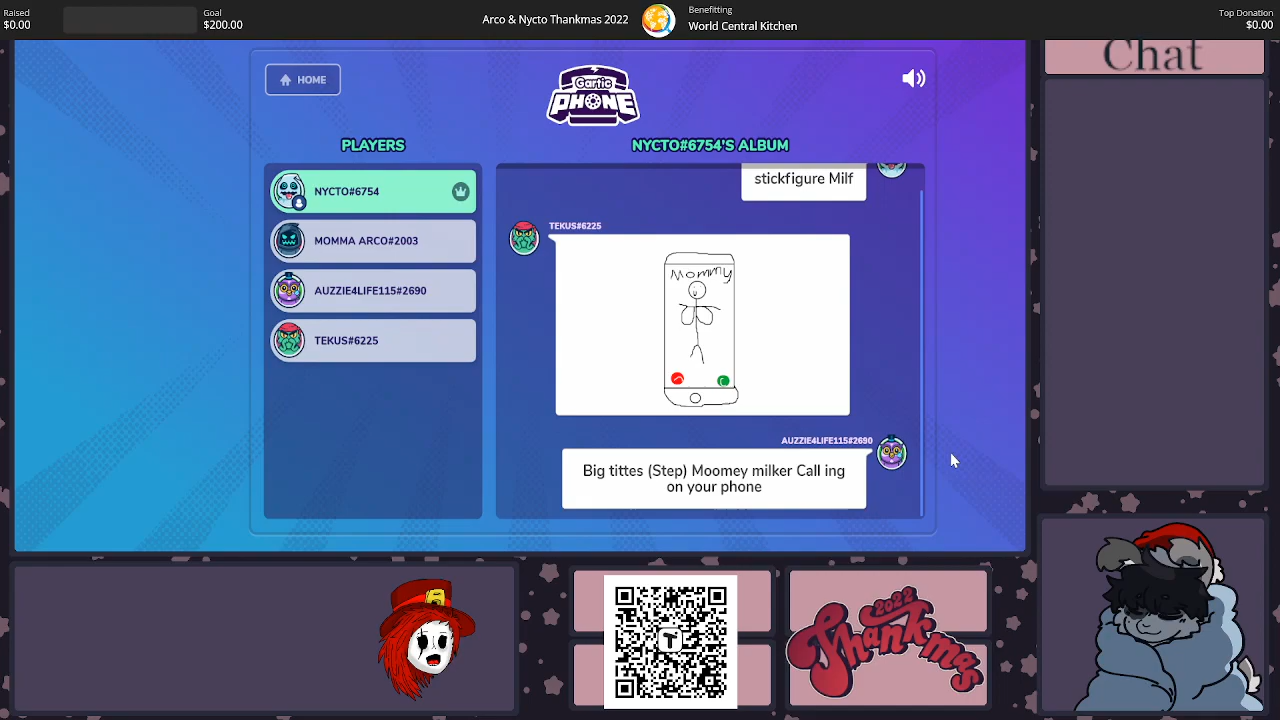 Raised
$0.00
Goal
$200.00
Arco & Nycto Thankmas 2022
Benefitting
World Central Kitchen
Top Donation
$0.00
Chat
HOME
Gartic
PHONE
PLAYERS
NYCTO#6754
MOMMA ARCO#2003
AUZZIE4LIFE115#2690
TEKUS#6225
NYCTO#6754'S ALBUM
stickfigure Milf
TEKUS#6225
Mommy
AUZZIE4LIFE115#2690
Big tittes (Step) Moomey milker Call ing
on your phone
T
2022
Thankmas